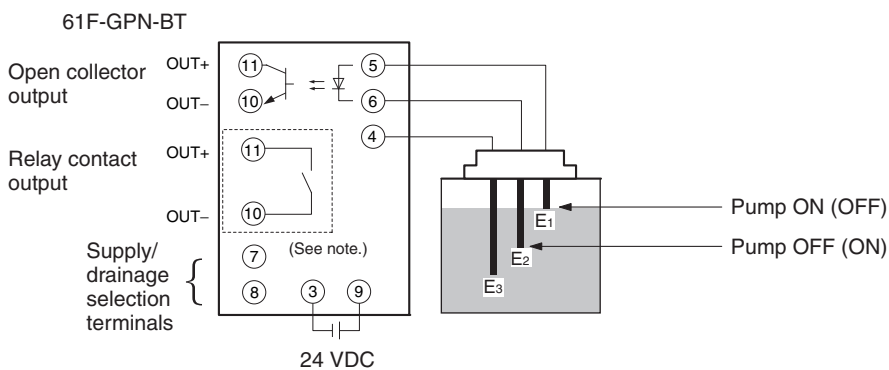 61F-GPN-BT
Open collector
output
OUT+
11
5
OUT−
10
6
4
Relay contact
output
OUT+
11
OUT−
10
Supply/
drainage
selection
terminals
7
(See note.)
8
3
9
24 VDC
E1
E2
E3
Pump ON (OFF)
Pump OFF (ON)